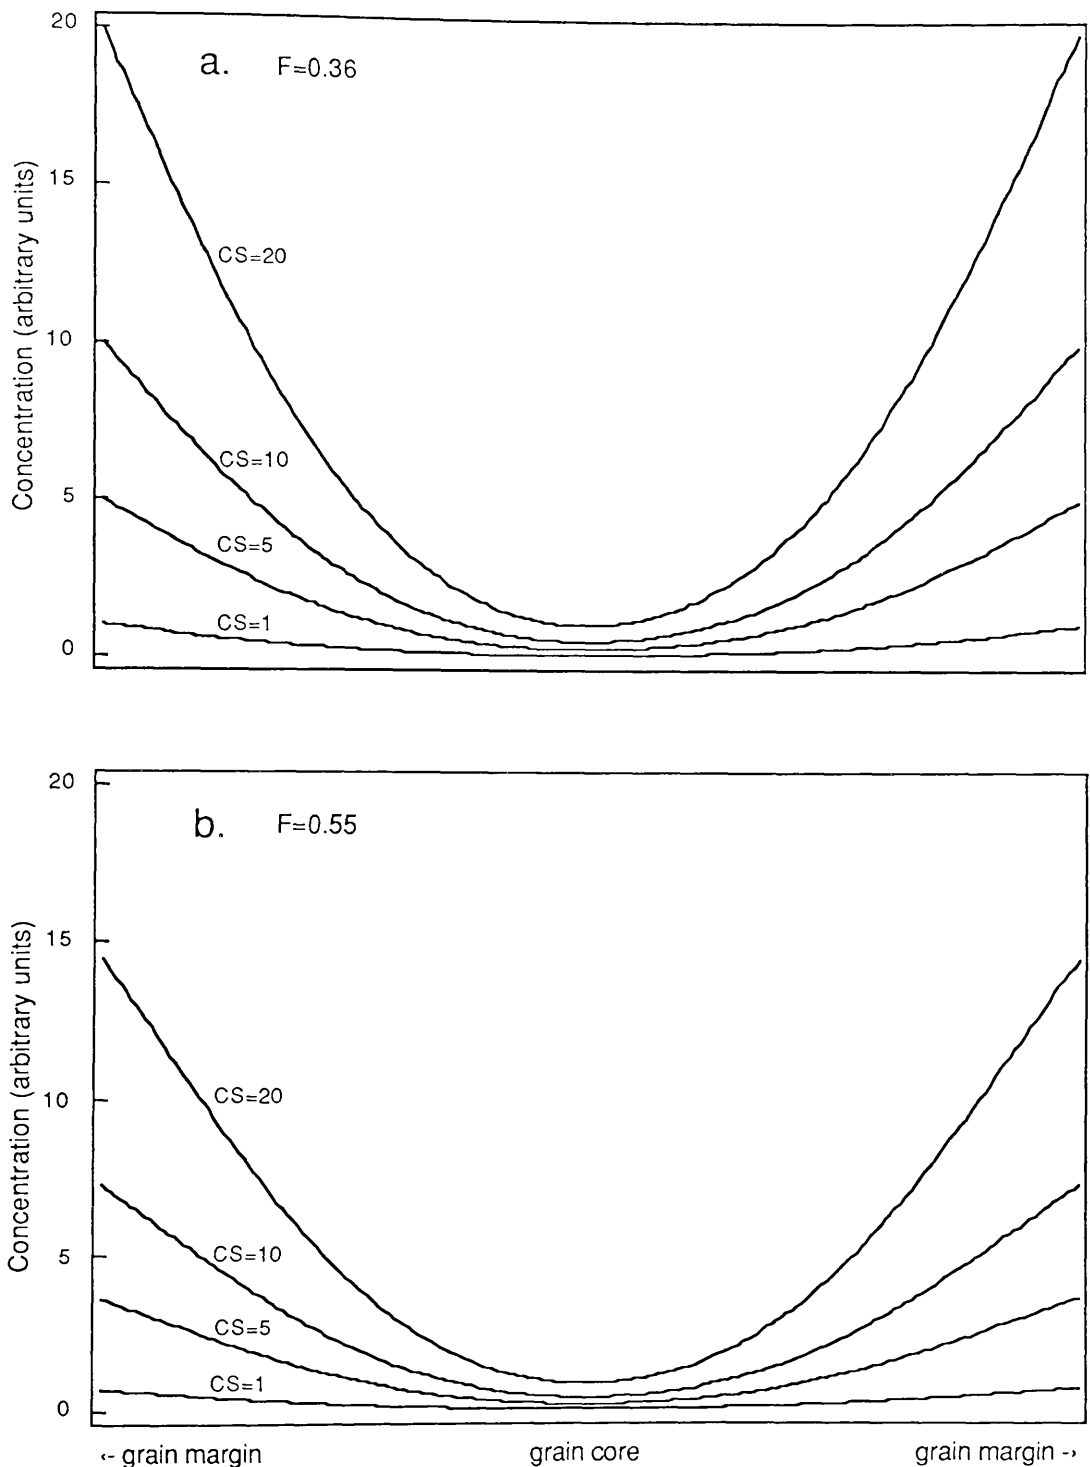 a. F=0.36
20
15
10
5
0
Concentration (arbitrary units)
CS=20
CS=10
CS=5
CS=1
b. F=0.55
20
15
10
5
0
Concentration (arbitrary units)
CS=20
CS=10
CS=5
CS=1
<- grain margin grain core grain margin ->